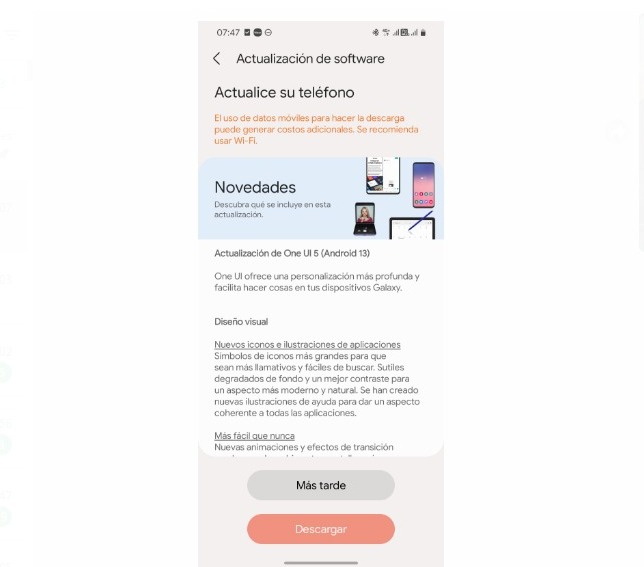 07:47
Actualización de software
Actualice su teléfono
El uso de datos móviles para hacer la descarga
puede generar costos adicionales. Se recomienda
usar Wi-Fi.
Novedades
Descubra qué se incluye en esta
actualización.
Actualización de One UI 5 (Android 13)
One UI ofrece una personalización más profunda y
facilita hacer cosas en tus dispositivos Galaxy.
Diseño visual
Nuevos iconos e ilustraciones de aplicaciones
Símbolos de iconos más grandes para que
sean más llamativos y fáciles de buscar. Sutiles
degradados de fondo y un mejor contraste para
un aspecto más moderno y natural. Se han creado
nuevas ilustraciones de ayuda para dar un aspecto
coherente a todas las aplicaciones.
Más fácil que nunca
Nuevas animaciones y efectos de transición
Más tarde
Descargar